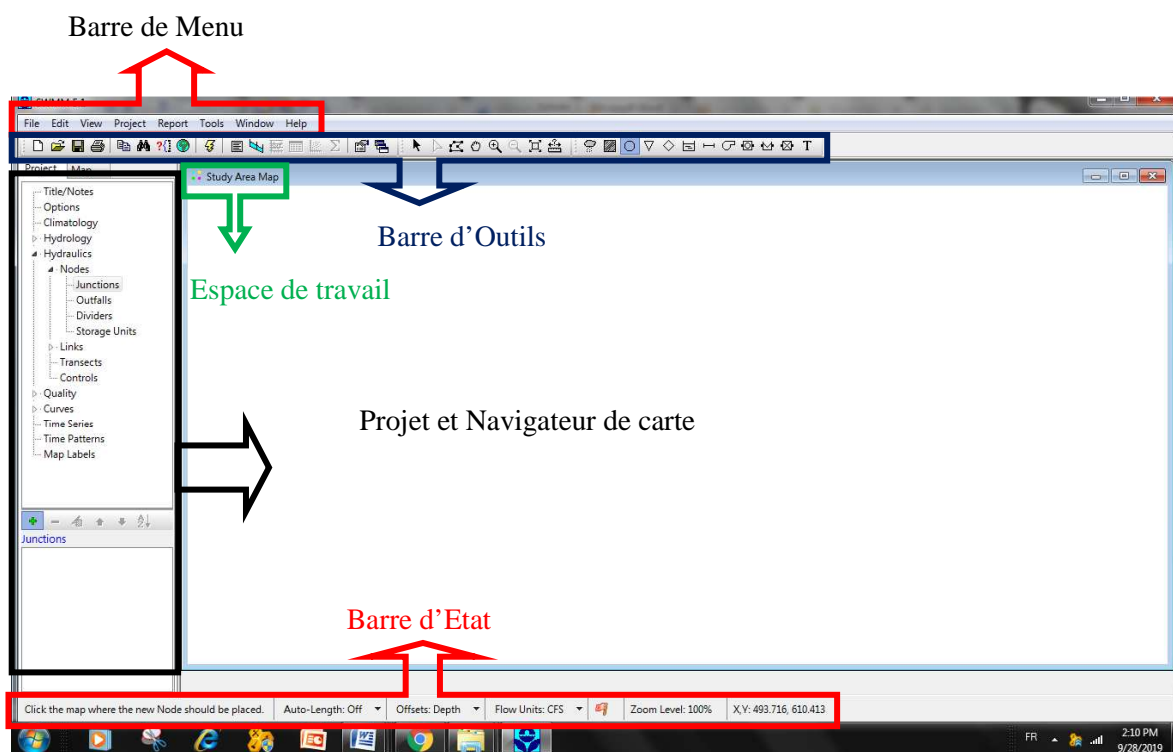 Barre de Menu
SWMM 5.1
File Edit View Project Report Tools Window Help
T
Project Map
Study Area Map
Title/Notes
Options
Climatology
Hydrology
Hydraulics
Nodes
Junctions
Outfalls
Dividers
Storage Units
Links
Transects
Controls
Quality
Curves
Time Series
Time Patterns
Map Labels
Barre d’Outils
Espace de travail
Projet et Navigateur de carte
Junctions
Barre d’Etat
Click the map where the new Node should be placed. Auto-Length: Off Offsets: Depth Flow Units: CFS Zoom Level: 100% X,Y: 493.716, 610.413
FR 2:10 PM
9/28/2019